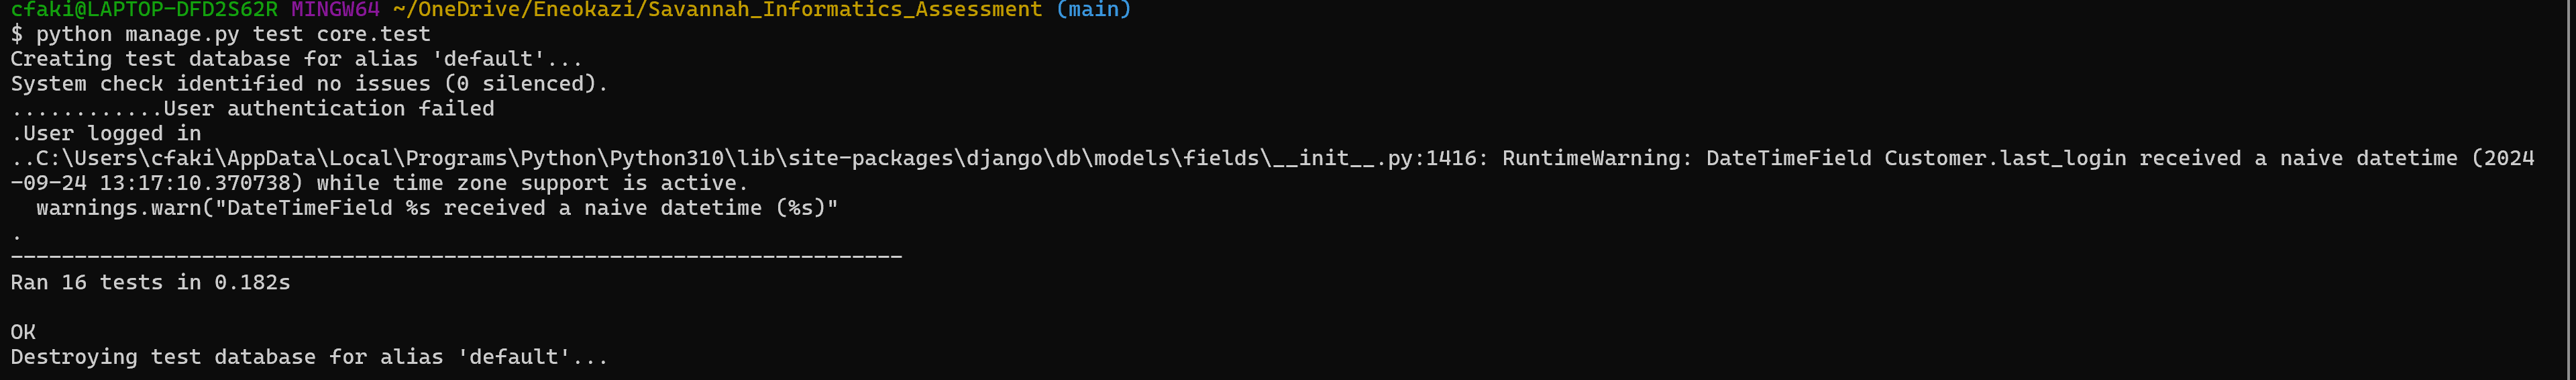 cfaki@LAPTOP-DFD2S62R MINGW64 ~/OneDrive/Eneokazi/Savannah_Informatics_Assessment (main)
$ python manage.py test core.test
Creating test database for alias 'default'...
System check identified no issues (0 silenced).
............User authentication failed
.User logged in
..C:\Users\cfaki\AppData\Local\Programs\Python\Python310\lib\site-packages\django\db\models\fields\__init__.py:1416: RuntimeWarning: DateTimeField Customer.last_login received a naive datetime (2024
-09-24 13:17:10.370738) while time zone support is active.
  warnings.warn("DateTimeField %s received a naive datetime (%s)"
.
----------------------------------------------------------------------
Ran 16 tests in 0.182s

OK
Destroying test database for alias 'default'...